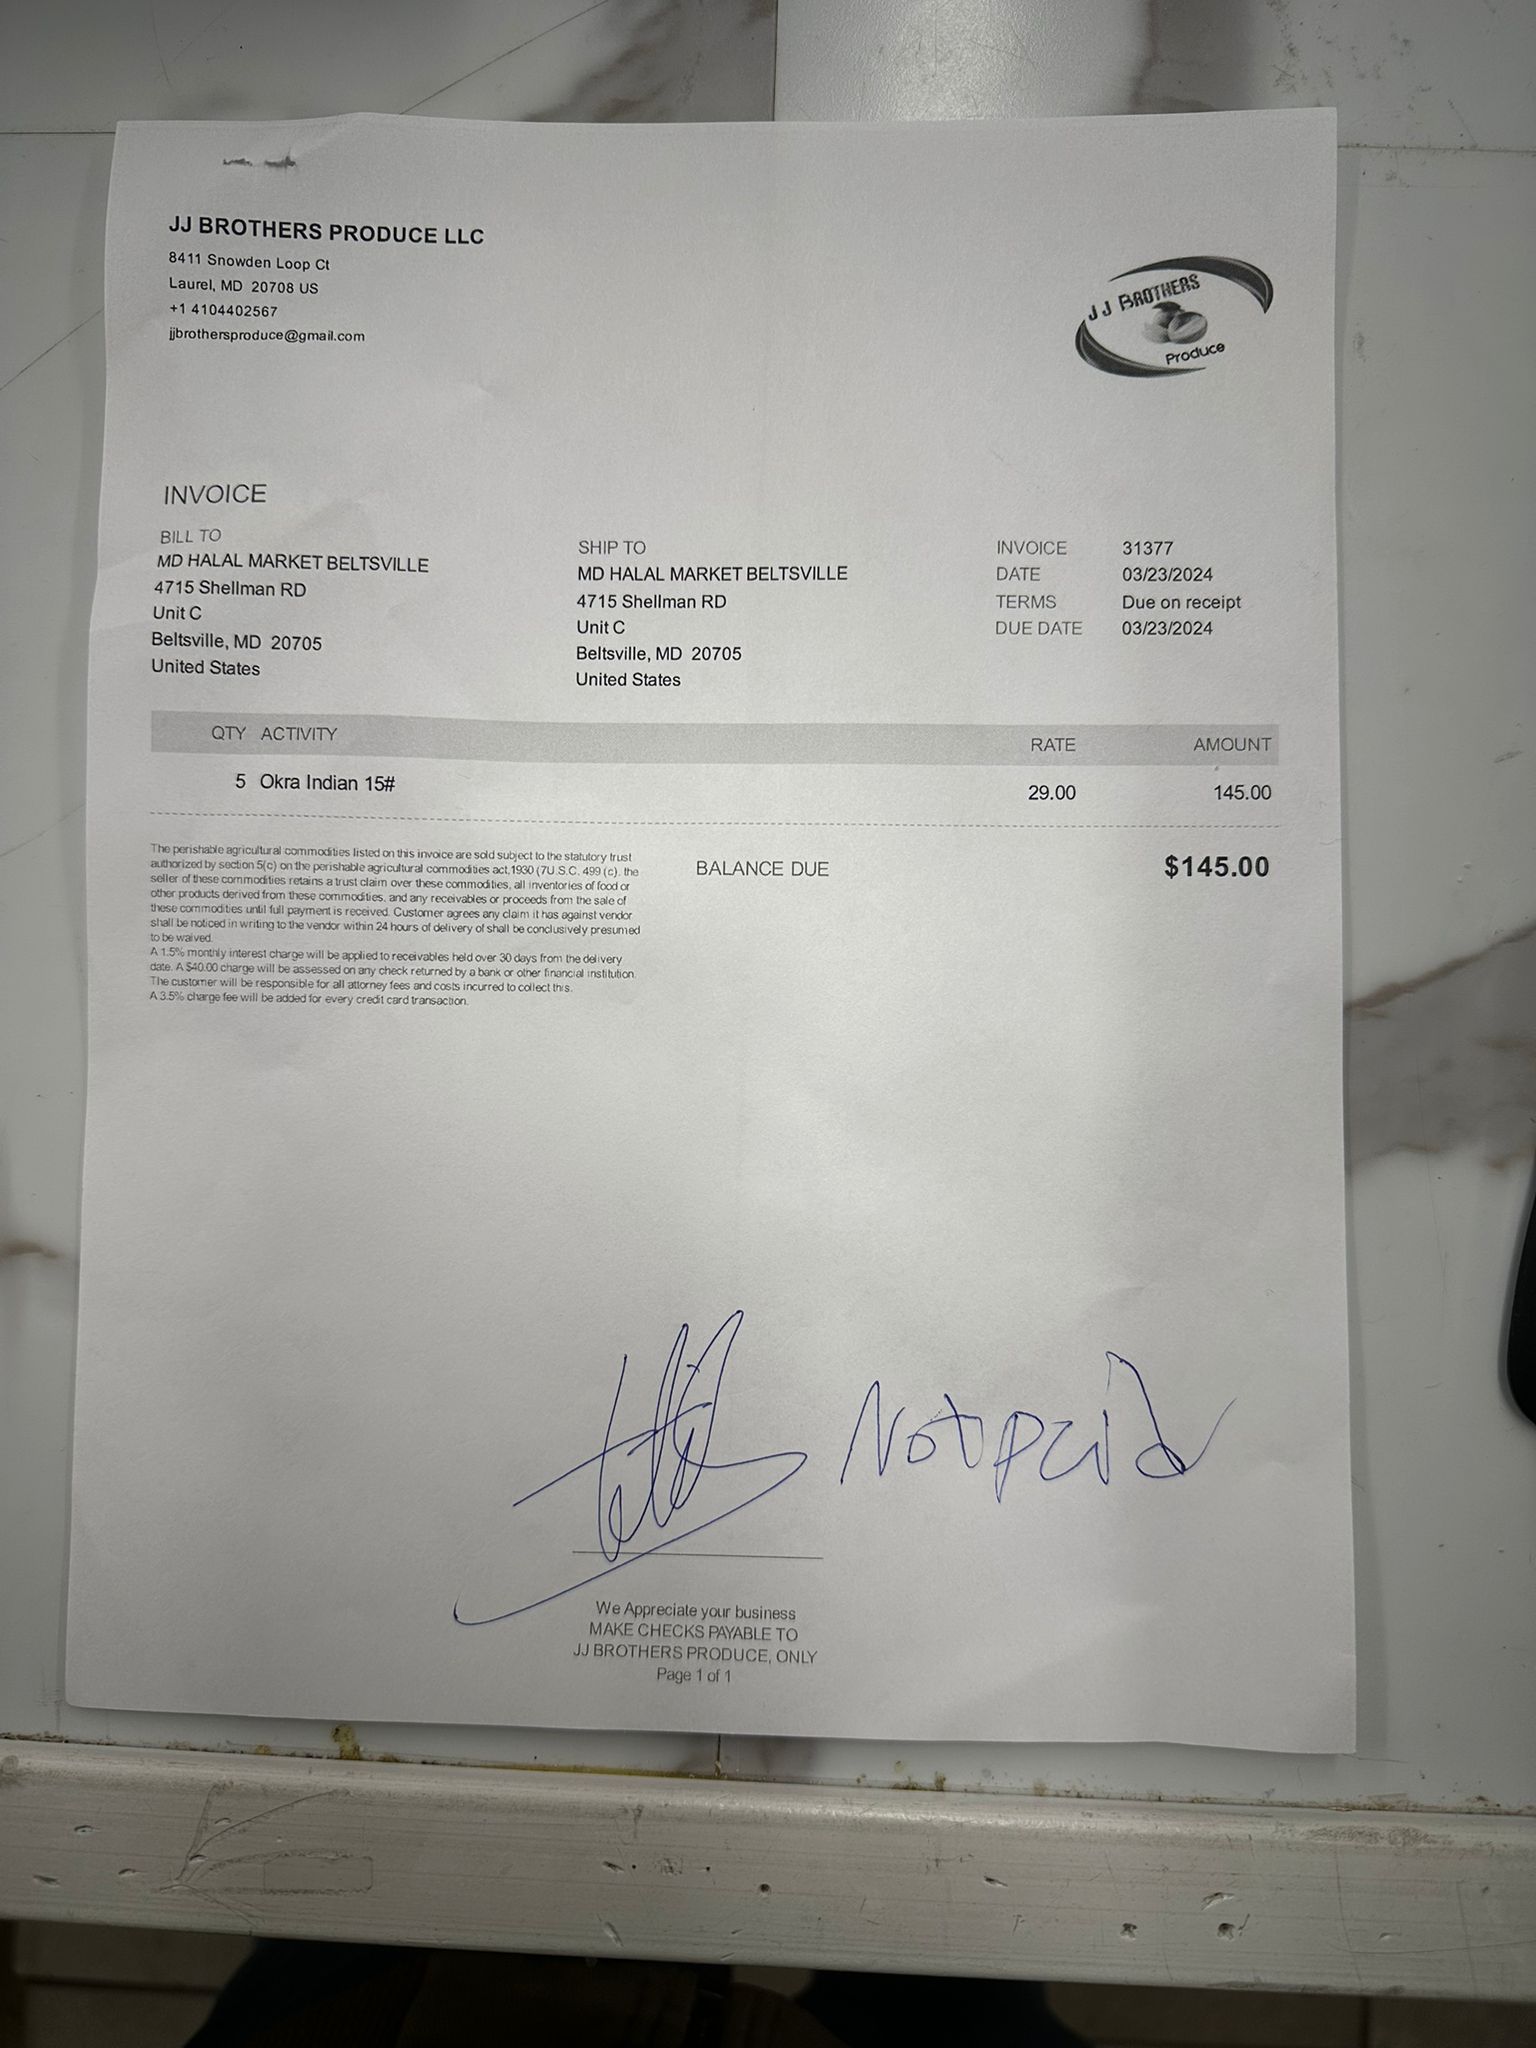 JJ BROTHERS PRODUCE LLC
8411 Snowden Loop Ct
Laurel, MD 20708 US
+1 4104402567
jjbrothersproduce@gmail.com
JJ BROTHERS
Produce
INVOICE
BILL TO
MD HALAL MARKET BELTSVILLE
4715 Shellman RD
Unit C
Beltsville, MD 20705
United States
SHIP TO
MD HALAL MARKET BELTSVILLE
4715 Shellman RD
Unit C
Beltsville, MD 20705
United States
INVOICE 31377
DATE 03/23/2024
TERMS Due on receipt
DUE DATE 03/23/2024
QTY ACTIVITY RATE AMOUNT
5 Okra Indian 15# 29.00 145.00
The perishable agricultural commodities listed on this invoice are sold subject to the statutory trust
authorized by section 5(c) on the perishable agricultural commodities act,1930 (7U.S.C. 499 (c). the
seller of these commodities retains a trust claim over these commodities, all inventories of food or
other products derived from these commodities, and any receivables or proceeds from the sale of
these commodities until full payment is received. Customer agrees any claim it has against vendor
shall be noticed in writing to the vendor within 24 hours of delivery of shall be conclusively presumed
to be waived.
A 1.5% monthly interest charge will be applied to receivables held over 30 days from the delivery
date. A $40.00 charge will be assessed on any check returned by a bank or other financial institution.
The customer will be responsible for all attorney fees and costs incurred to collect this.
A 3.5% charge fee will be added for every credit card transaction.
BALANCE DUE $145.00
Not paid
We Appreciate your business
MAKE CHECKS PAYABLE TO
JJ BROTHERS PRODUCE, ONLY
Page 1 of 1